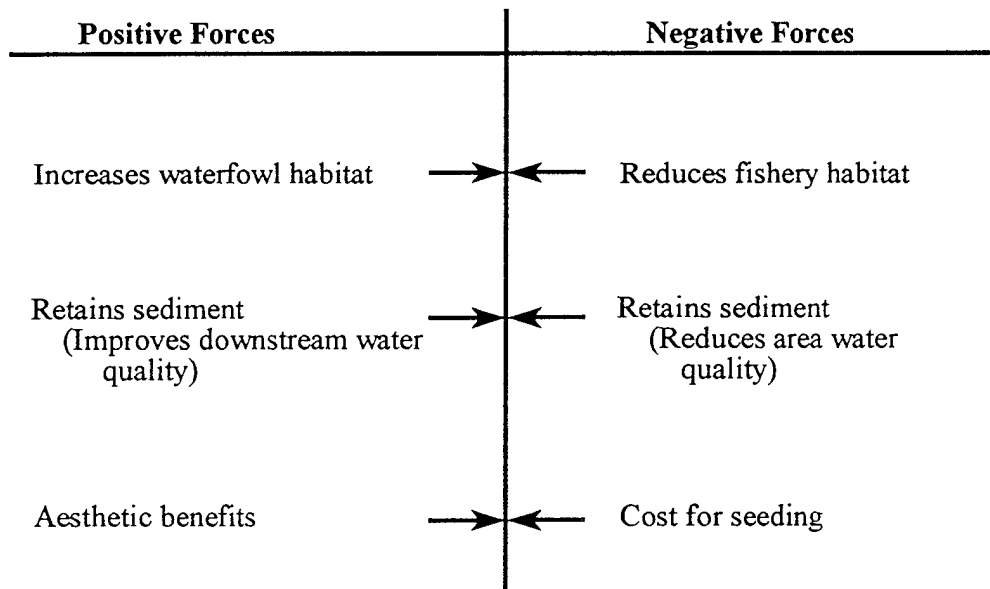 Positive Forces
Negative Forces
Increases waterfowl habitat
Reduces fishery habitat
Retains sediment
(Improves downstream water
quality)
Retains sediment
(Reduces area water
quality)
Aesthetic benefits
Cost for seeding